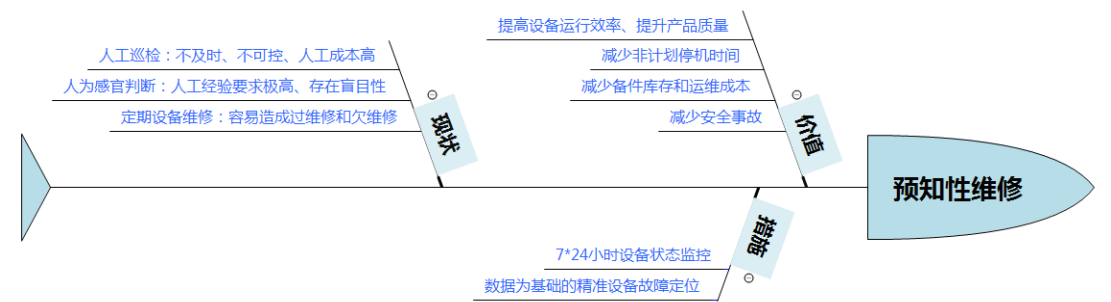 提高设备运行效率、提升产品质量
人工巡检：不及时、不可控、人工成本高
减少非计划停机时间
人为感官判断：人工经验要求极高、存在盲目性
减少备件库存和运维成本
定期设备维修：容易造成过维修和欠维修
减少安全事故
现状
价值
预知性维修
措施
7*24小时设备状态监控
数据为基础的精准设备故障定位